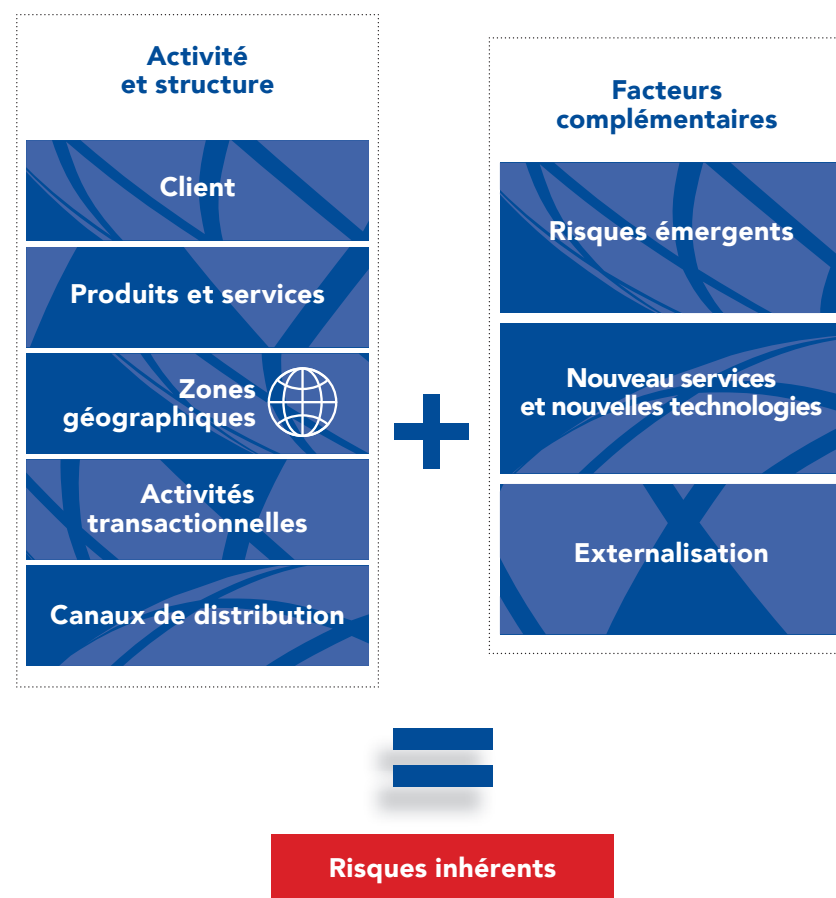 Activité
et structure
Client
Produits et services
Zones
géographiques
Activités
transactionnelles
Canaux de distribution
+
Facteurs
complémentaires
Risques émergents
Nouveau services
et nouvelles technologies
Externalisation
=
Risques inhérents